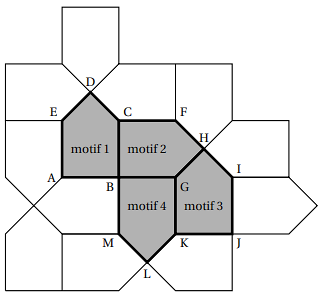 D
E C F
H
motif 1 motif 2
I
A B G
motif 4 motif 3
M K J
L